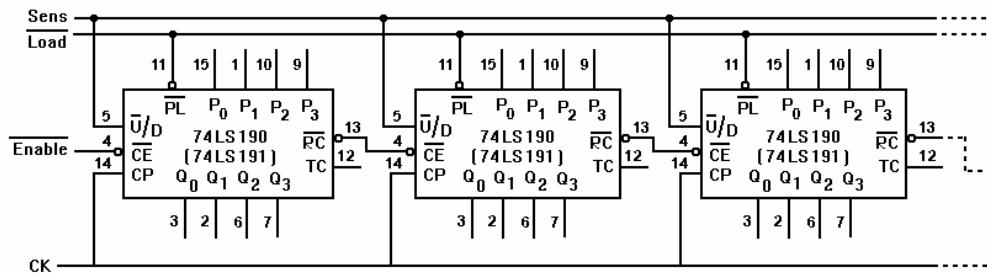 Sens
Load
11 15 1 10 9 11 15 1 10 9 11 15 1 10 9
PL P0 P1 P2 P3 PL P0 P1 P2 P3 PL P0 P1 P2 P3
5 U/D 74LS190 RC 13 5 U/D 74LS190 RC 13 5 U/D 74LS190 RC 13
Enable 4 CE (74LS191) 4 CE (74LS191) 4 CE (74LS191)
14 CP TC 12 14 CP TC 12 14 CP TC 12
Q0 Q1 Q2 Q3 Q0 Q1 Q2 Q3 Q0 Q1 Q2 Q3
3 2 6 7 3 2 6 7 3 2 6 7
CK